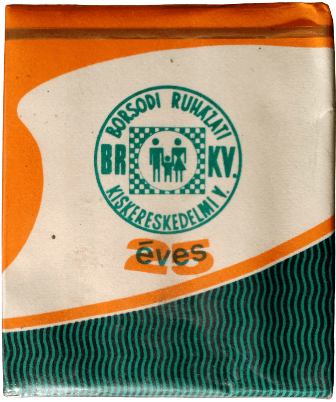 BORSODI RUHÁZATI
BR KV.
KISKERESKEDELMI V.
25
éves